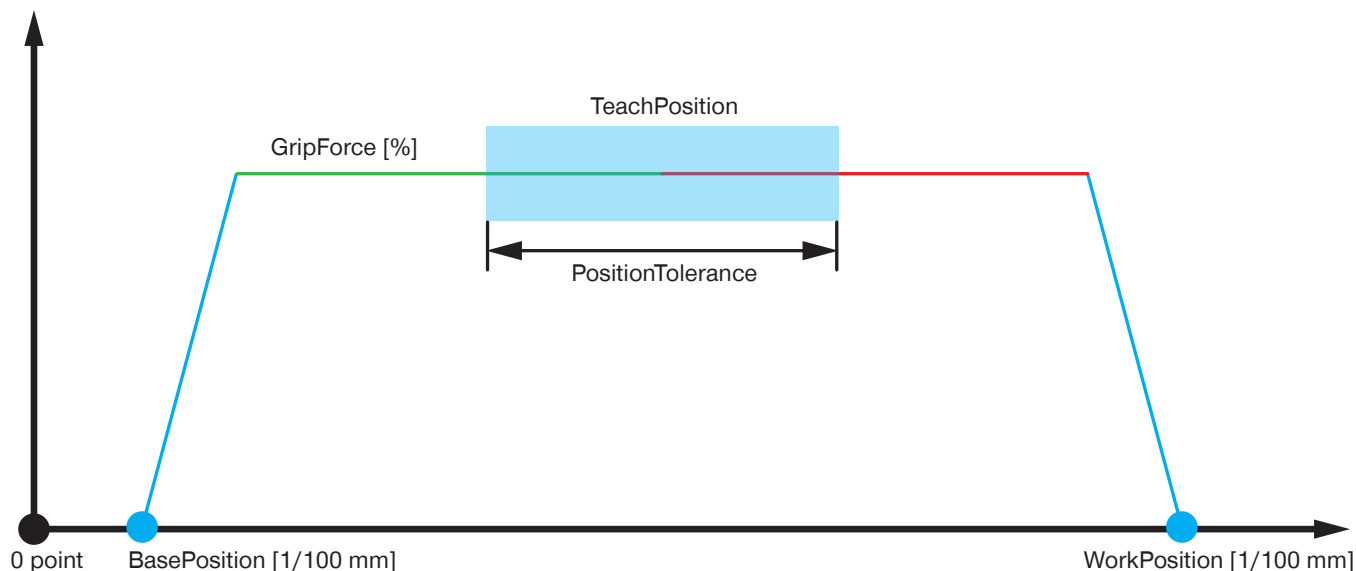 TeachPosition
GripForce [%]
PositionTolerance
0 point
BasePosition [1/100 mm]
WorkPosition [1/100 mm]